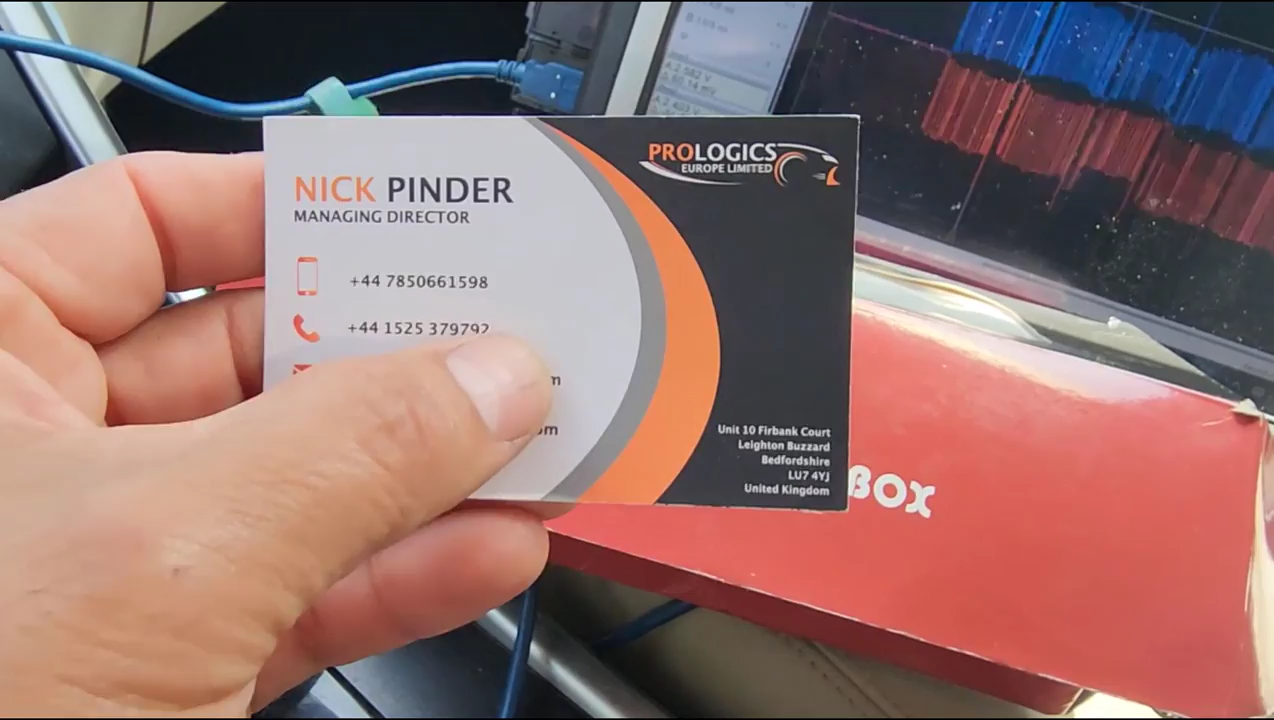 NICK PINDER
MANAGING DIRECTOR
+44 7850661598
+44 1525 379792
PROLOGICS
EUROPE LIMITED
Unit 10 Firbank Court
Leighton Buzzard
Bedfordshire
LU7 4YJ
United Kingdom
BOX